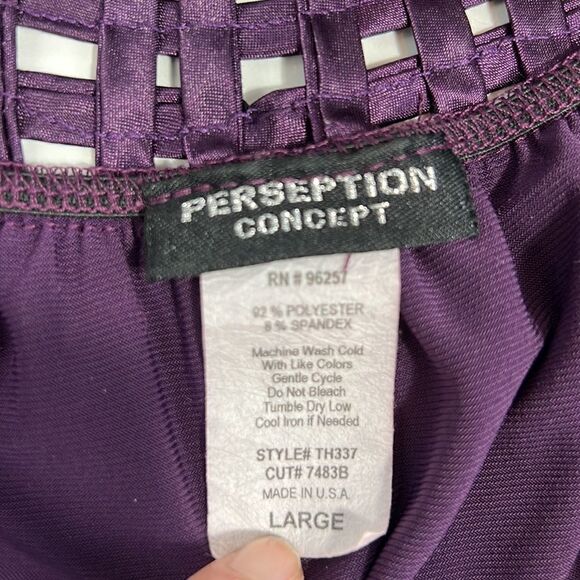 PERSEPTION
CONCEPT
RN # 96257
92 % POLYESTER
8 % SPANDEX
Machine Wash Cold
With Like Colors
Gentle Cycle
Do Not Bleach
Tumble Dry Low
Cool Iron if Needed
STYLE# TH337
CUT# 7483B
MADE IN U.S.A.
LARGE